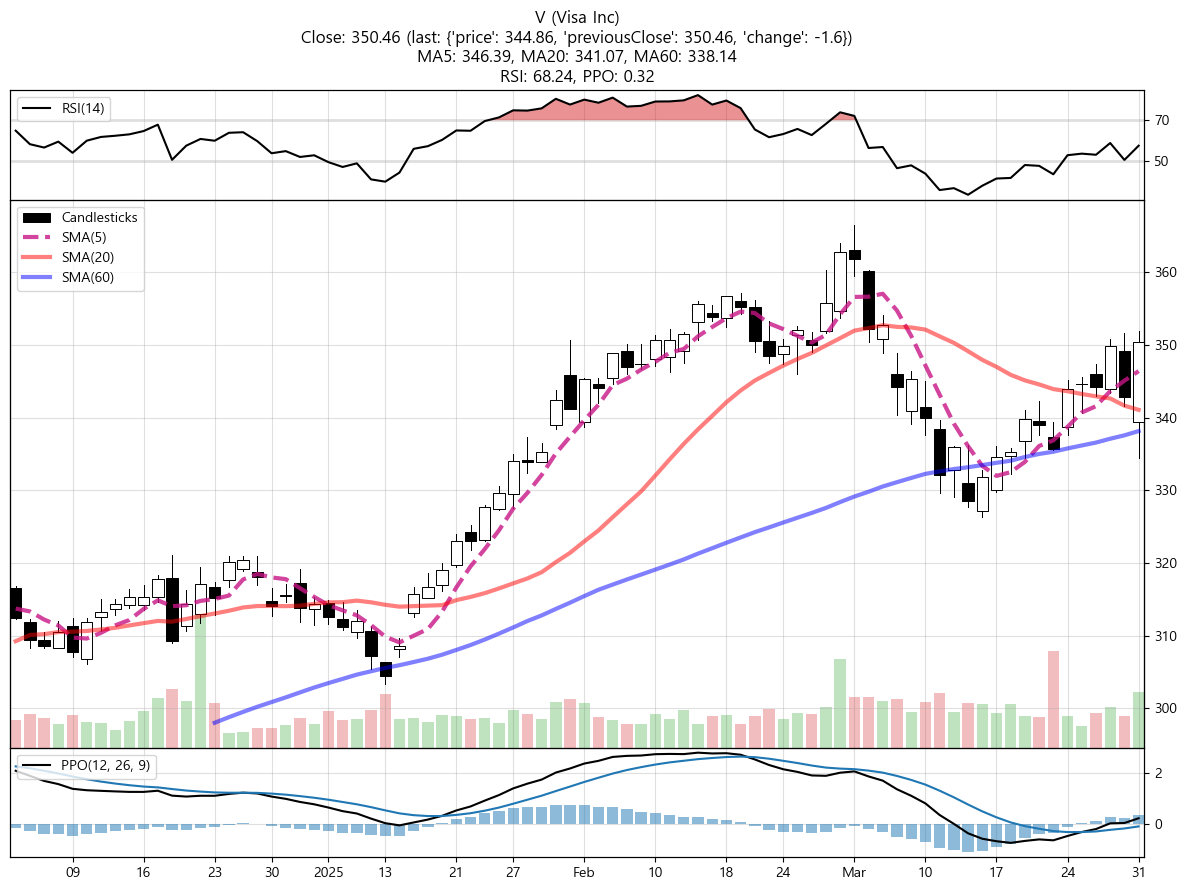 V (Visa Inc)
Close: 350.46 (last: {'price': 344.86, 'previousClose': 350.46, 'change': -1.6})
MA5: 346.39, MA20: 341.07, MA60: 338.14
RSI: 68.24, PPO: 0.32
RSI(14)
70
50
Candlesticks
SMA(5)
SMA(20)
SMA(60)
360
350
340
330
320
310
300
PPO(12, 26, 9)
2
0
09 16 23 30 2025 13 21 27 Feb 10 18 24 Mar 10 17 24 31